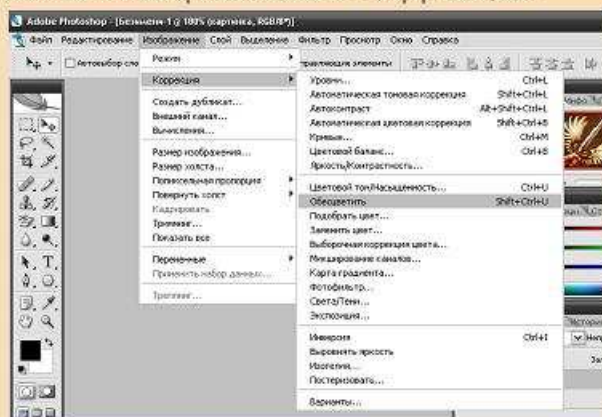 Adobe Photoshop - [Безымени-1 @ 100% (картинка, RGB/8*)]
Файл Редактирование Изображение Слой Выделение Фильтр Просмотр Окно Справка
Автовыбор
элементы
Режим
Коррекция
Создать дубликат...
Внешний канал...
Вычисления...
Размер изображения...
Размер холста...
Попиксельная пропорция
Повернуть холст
Кадрировать
Тримминг...
Показать все
Переменные
Применить набор данных...
Треппинг...
Уровни... Ctrl+L
Автоматическая тоновая коррекция Shift+Ctrl+L
Автоконтраст Alt+Shift+Ctrl+L
Автоматическая цветовая коррекция Shift+Ctrl+B
Кривые... Ctrl+M
Цветовой баланс... Ctrl+B
Яркость/Контрастность...
Цветовой тон/Насыщенность... Ctrl+U
Обесцветить Shift+Ctrl+U
Подобрать цвет...
Заменить цвет...
Выборочная коррекция цвета...
Микширование каналов...
Карта градиента...
Фотофильтр...
Света/Тени...
Экспозиция...
Инверсия Ctrl+I
Выровнять яркость
Изогелия...
Постеризовать...
Варианты...